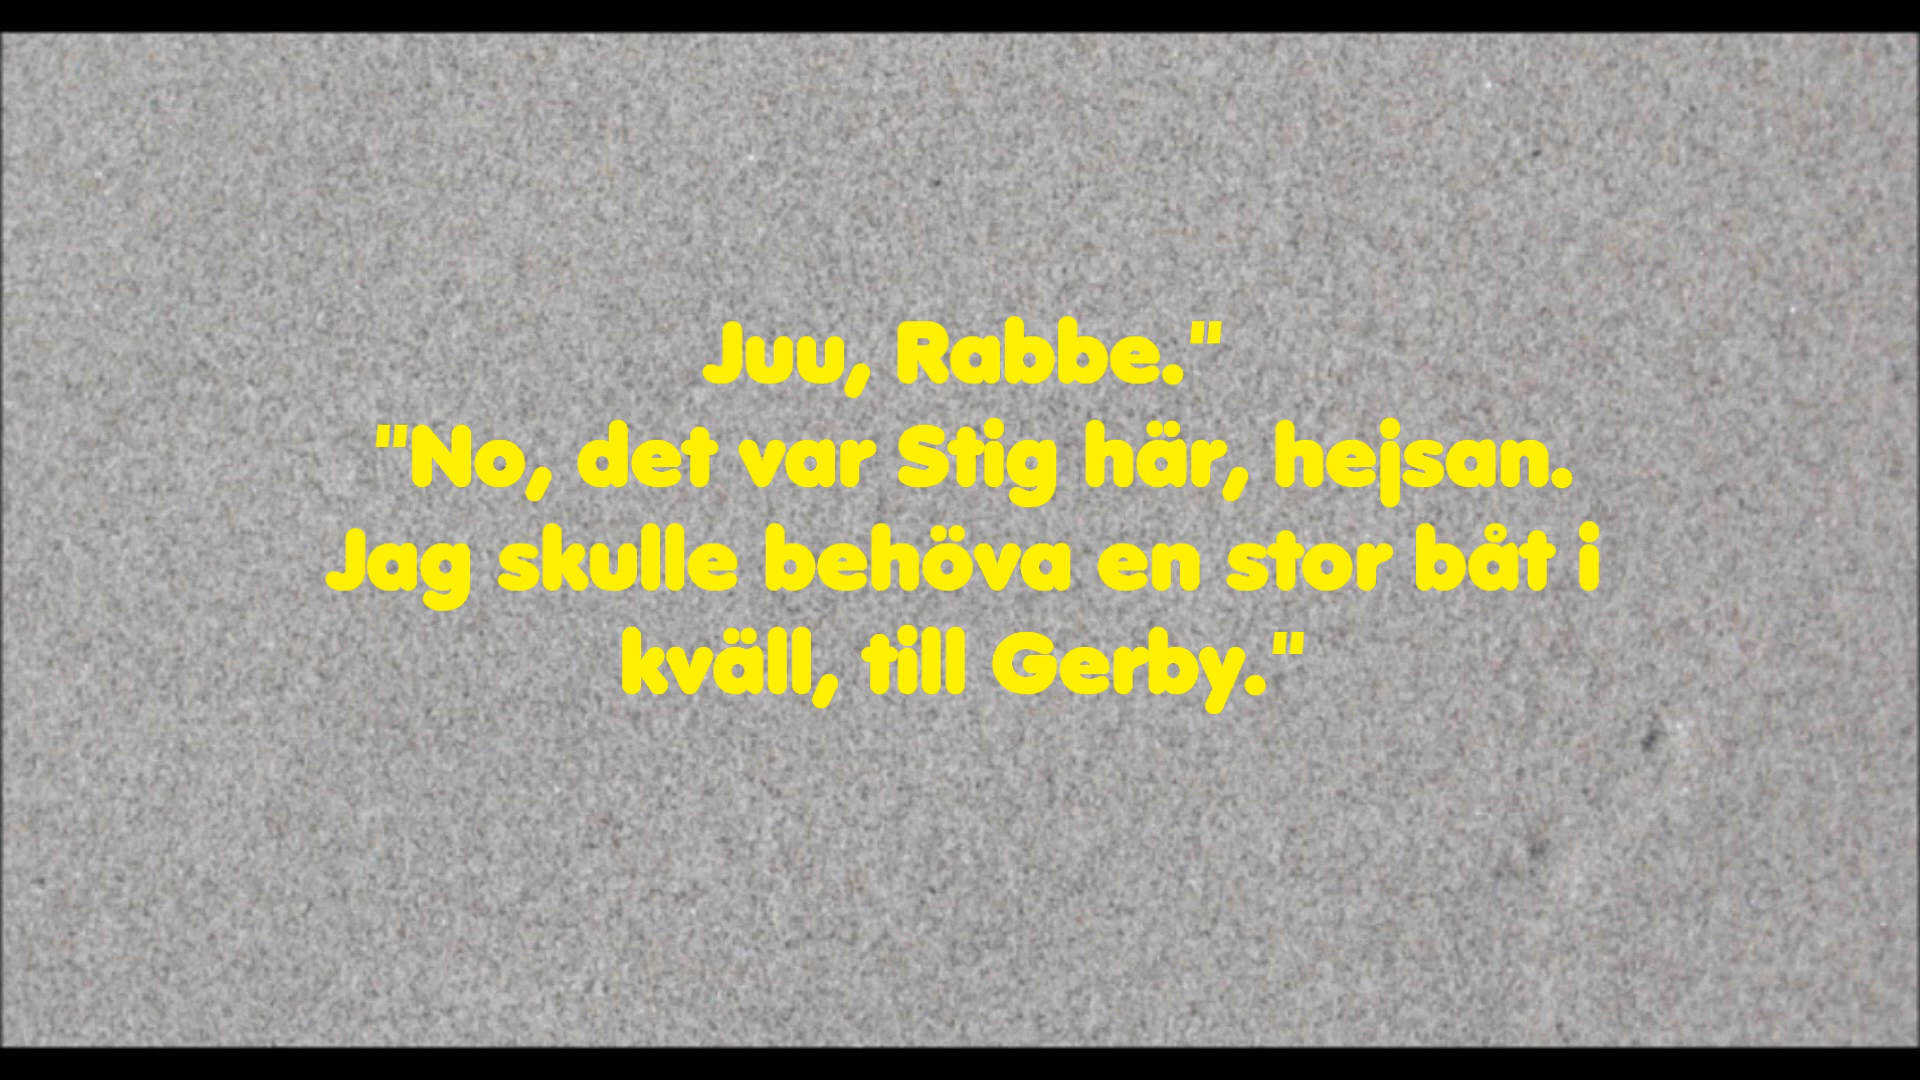 Juu, Rabbe."
"No, det var Stig här, hejsan.
Jag skulle behöva en stor båt i
kväll, till Gerby."